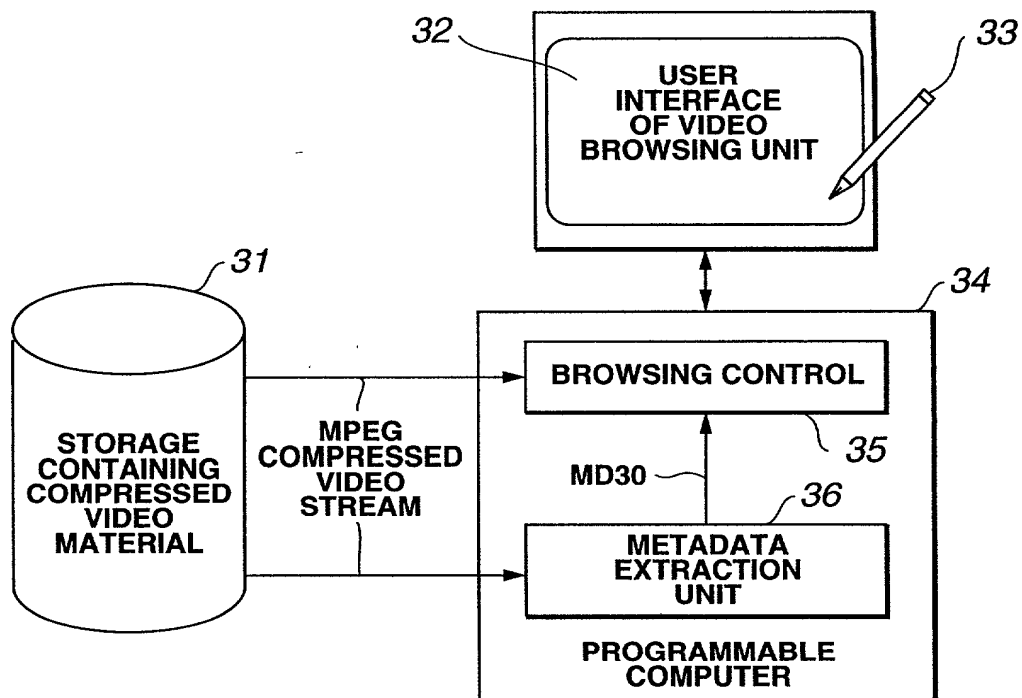 32
33
USER
INTERFACE
OF VIDEO
BROWSING UNIT
31
34
BROWSING CONTROL
35
STORAGE
CONTAINING
COMPRESSED
VIDEO
MATERIAL
MPEG
COMPRESSED
VIDEO
STREAM
MD30
36
METADATA
EXTRACTION
UNIT
PROGRAMMABLE
COMPUTER